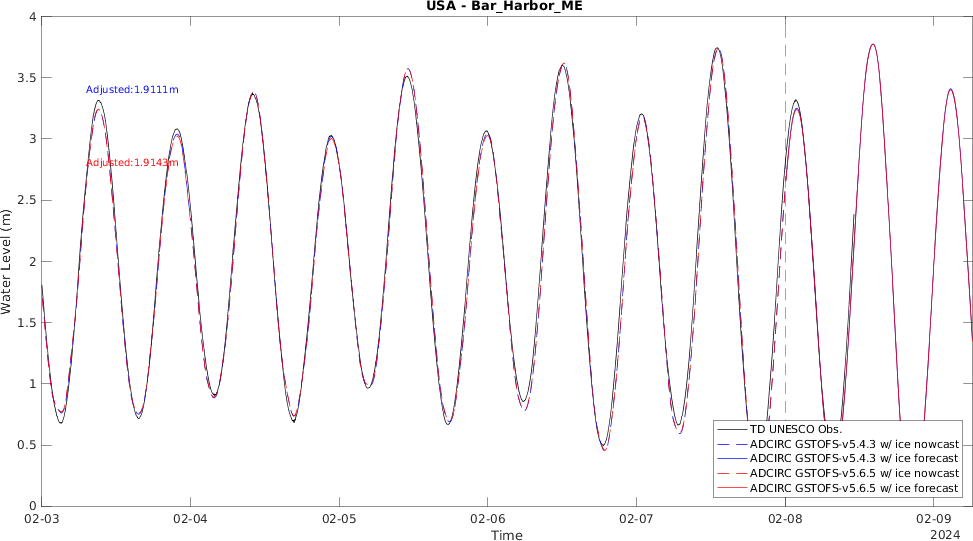 USA - Bar_Harbor_ME
4
3.5
3
2.5
2
1.5
1
0.5
0
Water Level (m)
Adjusted:1.9111m
Adjusted:1.9143m
TD UNESCO Obs.
ADCIRC GSTOFS-v5.4.3 w/ ice nowcast
ADCIRC GSTOFS-v5.4.3 w/ ice forecast
ADCIRC GSTOFS-v5.6.5 w/ ice nowcast
ADCIRC GSTOFS-v5.6.5 w/ ice forecast
02-03 02-04 02-05 02-06 02-07 02-08 02-09
Time
2024